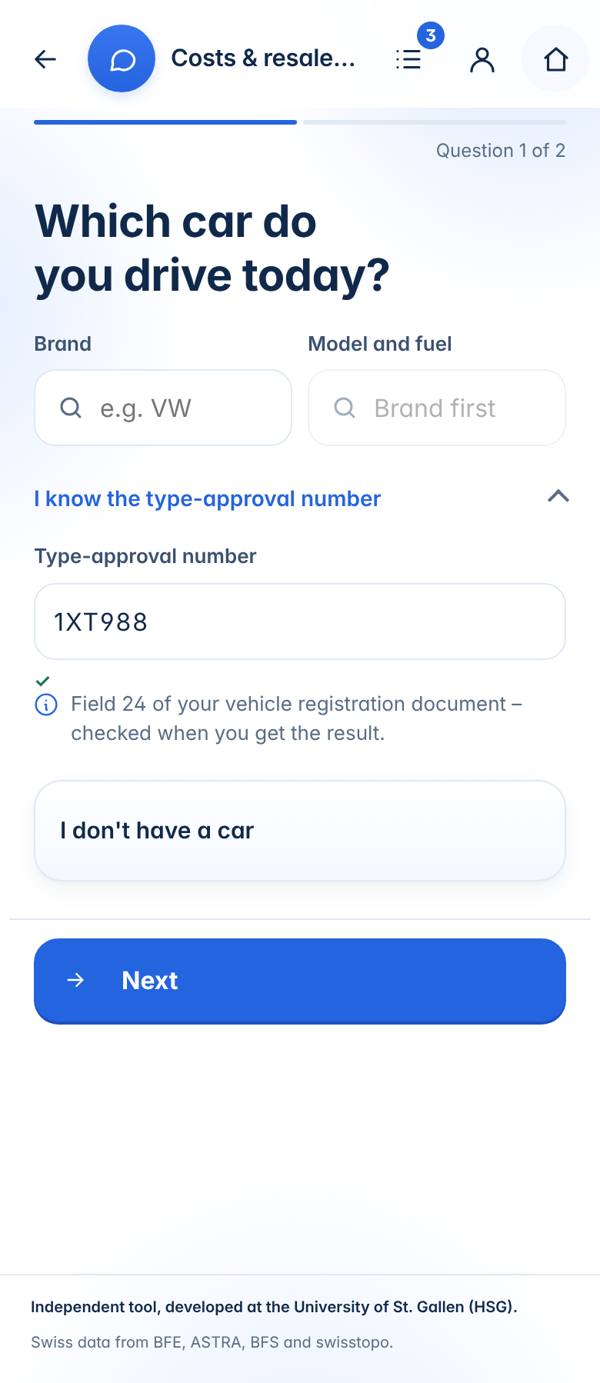 Costs & resale...
3
Question 1 of 2
Which car do
you drive today?
Brand
Model and fuel
e.g. VW
Brand first
I know the type-approval number
Type-approval number
1XT988
Field 24 of your vehicle registration document –
checked when you get the result.
I don't have a car
Next
Independent tool, developed at the University of St. Gallen (HSG).
Swiss data from BFE, ASTRA, BFS and swisstopo.